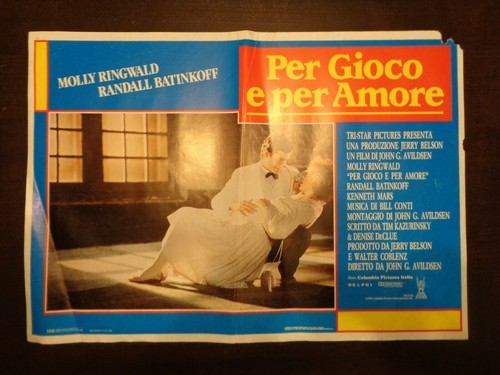 MOLLY RINGWALD
RANDALL BATINKOFF
Per Gioco
e per Amore
TRI-STAR PICTURES PRESENTA
UNA PRODUZIONE JERRY BELSON
UN FILM DI JOHN G. AVILDSEN
MOLLY RINGWALD
"PER GIOCO E PER AMORE"
RANDALL BATINKOFF
KENNETH MARS
MUSICA DI BILL CONTI
MONTAGGIO DI JOHN G. AVILDSEN
SCRITTO DA TIM KAZURINSKY
& DENISE DeCLUE
PRODOTTO DA JERRY BELSON
E WALTER COBLENZ
DIRETTO DA JOHN G. AVILDSEN
Columbia Pictures Italia
DELPHI